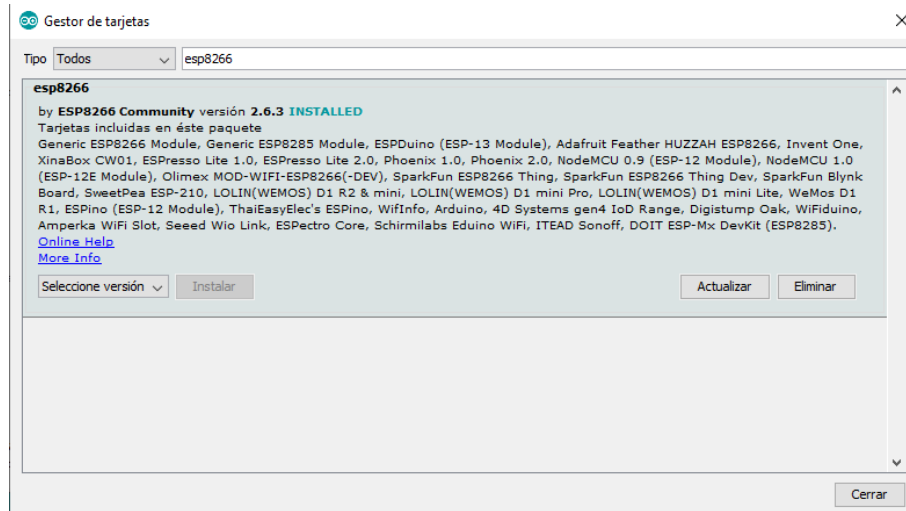 Gestor de tarjetas
Tipo Todos esp8266
esp8266
by ESP8266 Community versión 2.6.3 INSTALLED
Tarjetas incluidas en éste paquete
Generic ESP8266 Module, Generic ESP8285 Module, ESPDuino (ESP-13 Module), Adafruit Feather HUZZAH ESP8266, Invent One,
XinaBox CW01, ESPresso Lite 1.0, ESPresso Lite 2.0, Phoenix 1.0, Phoenix 2.0, NodeMCU 0.9 (ESP-12 Module), NodeMCU 1.0
(ESP-12E Module), Olimex MOD-WIFI-ESP8266(-DEV), SparkFun ESP8266 Thing, SparkFun ESP8266 Thing Dev, SparkFun Blynk
Board, SweetPea ESP-210, LOLIN(WEMOS) D1 R2 & mini, LOLIN(WEMOS) D1 mini Pro, LOLIN(WEMOS) D1 mini Lite, WeMos D1
R1, ESPino (ESP-12 Module), ThaiEasyElec's ESPino, WifInfo, Arduino, 4D Systems gen4 IoD Range, Digistump Oak, WiFiduino,
Amperka WiFi Slot, Seeed Wio Link, ESPectro Core, Schirmilabs Eduino WiFi, ITEAD Sonoff, DOIT ESP-Mx DevKit (ESP8285).
Online Help
More Info
Seleccione versión Instalar Actualizar Eliminar
Cerrar